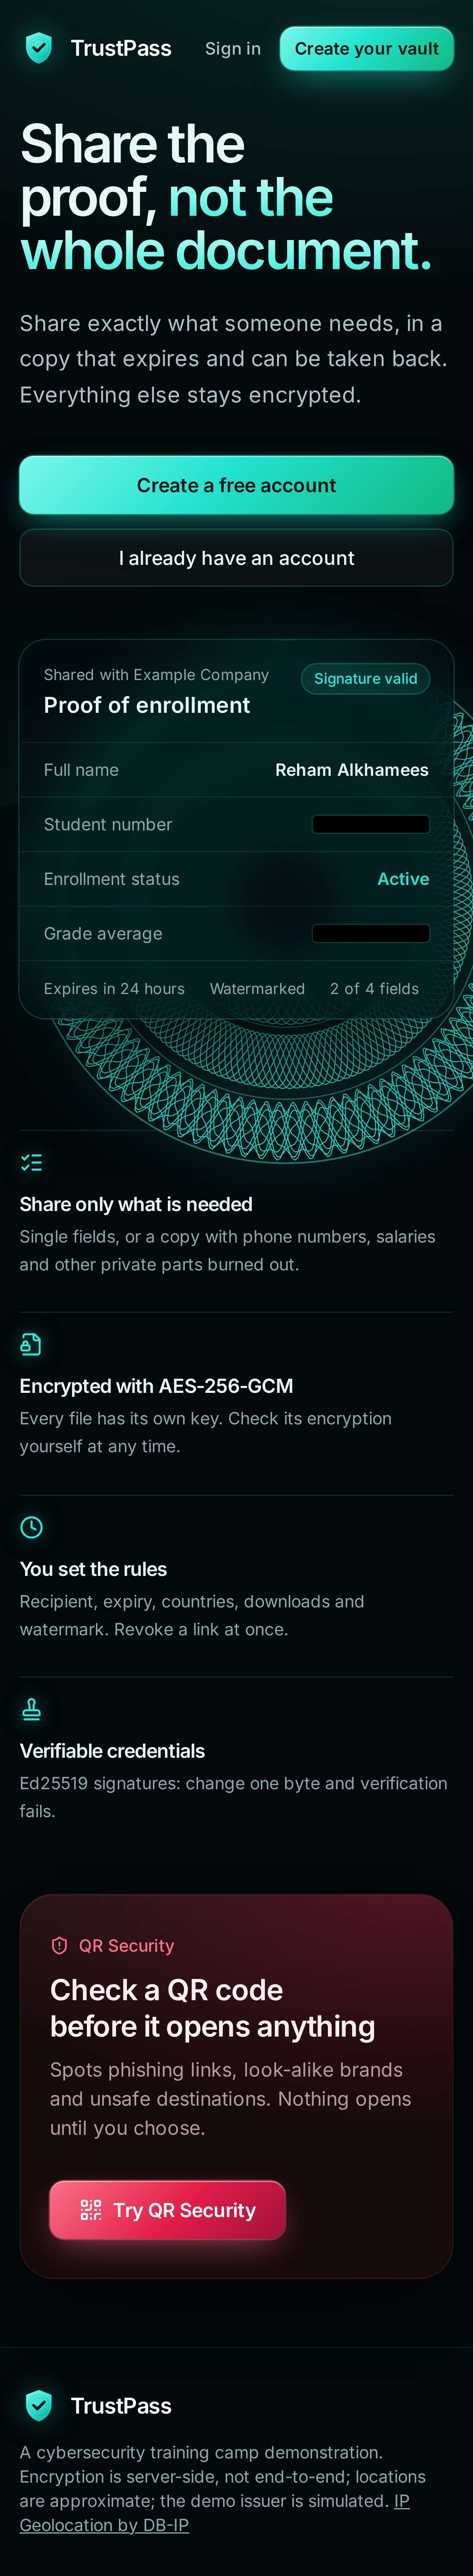 TrustPass
Sign in
Create your vault
Share the
proof, not the
whole document.
Share exactly what someone needs, in a
copy that expires and can be taken back.
Everything else stays encrypted.
Create a free account
I already have an account
Shared with Example Company
Signature valid
Proof of enrollment
Full name
Reham Alkhamees
Student number
Enrollment status
Active
Grade average
Expires in 24 hours
Watermarked
2 of 4 fields
Share only what is needed
Single fields, or a copy with phone numbers, salaries
and other private parts burned out.
Encrypted with AES-256-GCM
Every file has its own key. Check its encryption
yourself at any time.
You set the rules
Recipient, expiry, countries, downloads and
watermark. Revoke a link at once.
Verifiable credentials
Ed25519 signatures: change one byte and verification
fails.
QR Security
Check a QR code
before it opens anything
Spots phishing links, look-alike brands
and unsafe destinations. Nothing opens
until you choose.
Try QR Security
TrustPass
A cybersecurity training camp demonstration.
Encryption is server-side, not end-to-end; locations
are approximate; the demo issuer is simulated. IP
Geolocation by DB-IP